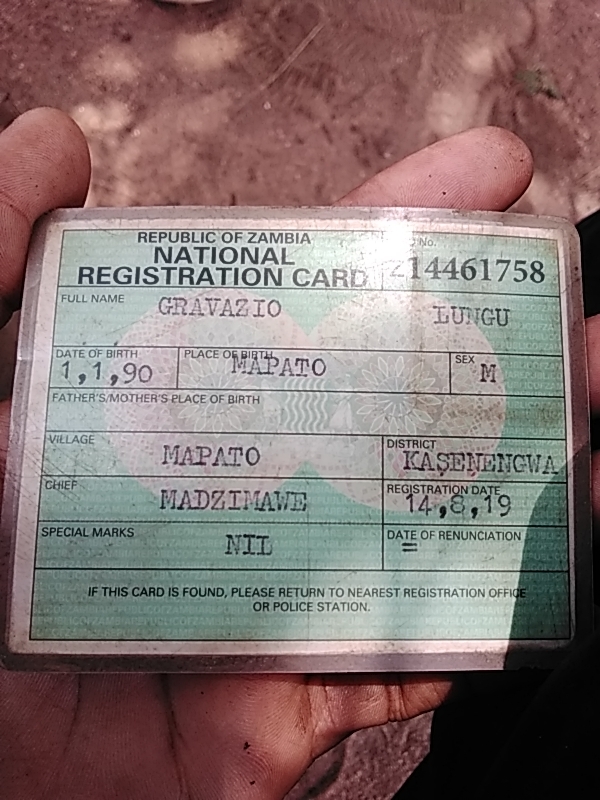 REPUBLIC OF ZAMBIA
NATIONAL
REGISTRATION CARD
No.
214461758
FULL NAME
GRAVAZIO LUNGU
DATE OF BIRTH
1,1,90
PLACE OF BIRTH
MAPATO
SEX
M
FATHER'S/MOTHER'S PLACE OF BIRTH
VILLAGE
MAPATO
DISTRICT
KASENENGWA
CHIEF
MADZIMAWE
REGISTRATION DATE
14,8,19
SPECIAL MARKS
NIL
DATE OF RENUNCIATION
=
IF THIS CARD IS FOUND, PLEASE RETURN TO NEAREST REGISTRATION OFFICE
OR POLICE STATION.